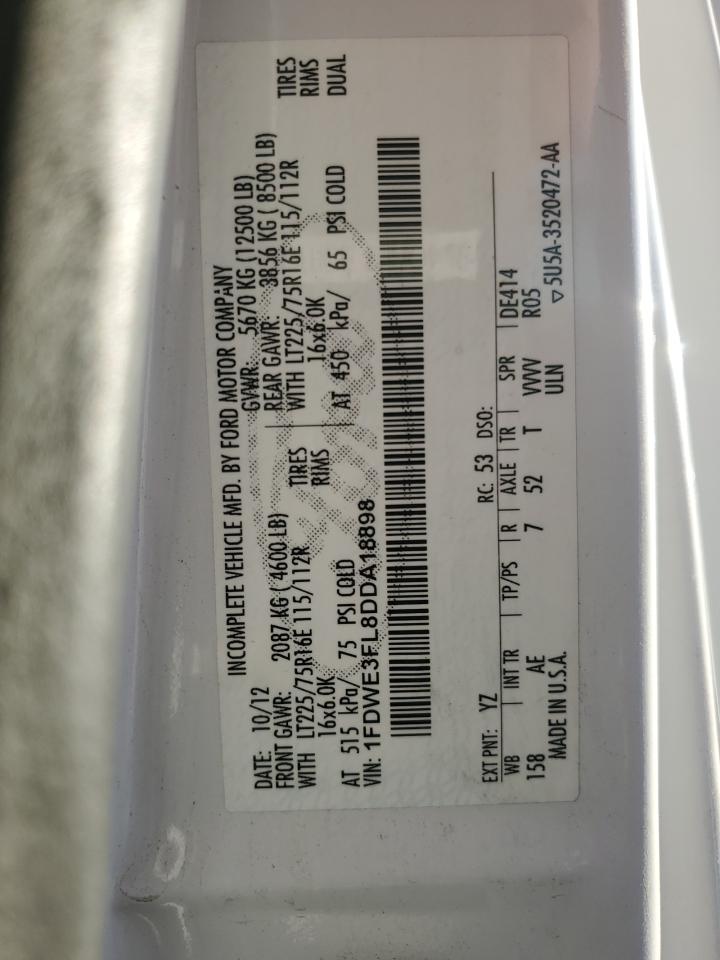 INCOMPLETE VEHICLE MFD. BY FORD MOTOR COMPANY
DATE: 10/12 GVWR: 5670 KG (12500 LB)
FRONT GAWR: 2087 KG ( 4600 LB) REAR GAWR: 3856 KG ( 8500 LB)
WITH LT225/75R16E 115/112R TIRES WITH LT225/75R16E 115/112R TIRES
16x6.0K RIMS 16x6.0K RIMS
AT 515 kPa/ 75 PSI COLD AT 450 kPa/ 65 PSI COLD DUAL
VIN: 1FDWE3FL8DDA18898
EXT PNT: YZ RC: 53 DSO:
WB INT TR TP/PS R AXLE TR SPR DE414
158 AE 7 52 T VVVV R05
MADE IN U.S.A. ULN ▽5U5A-3520472-AA